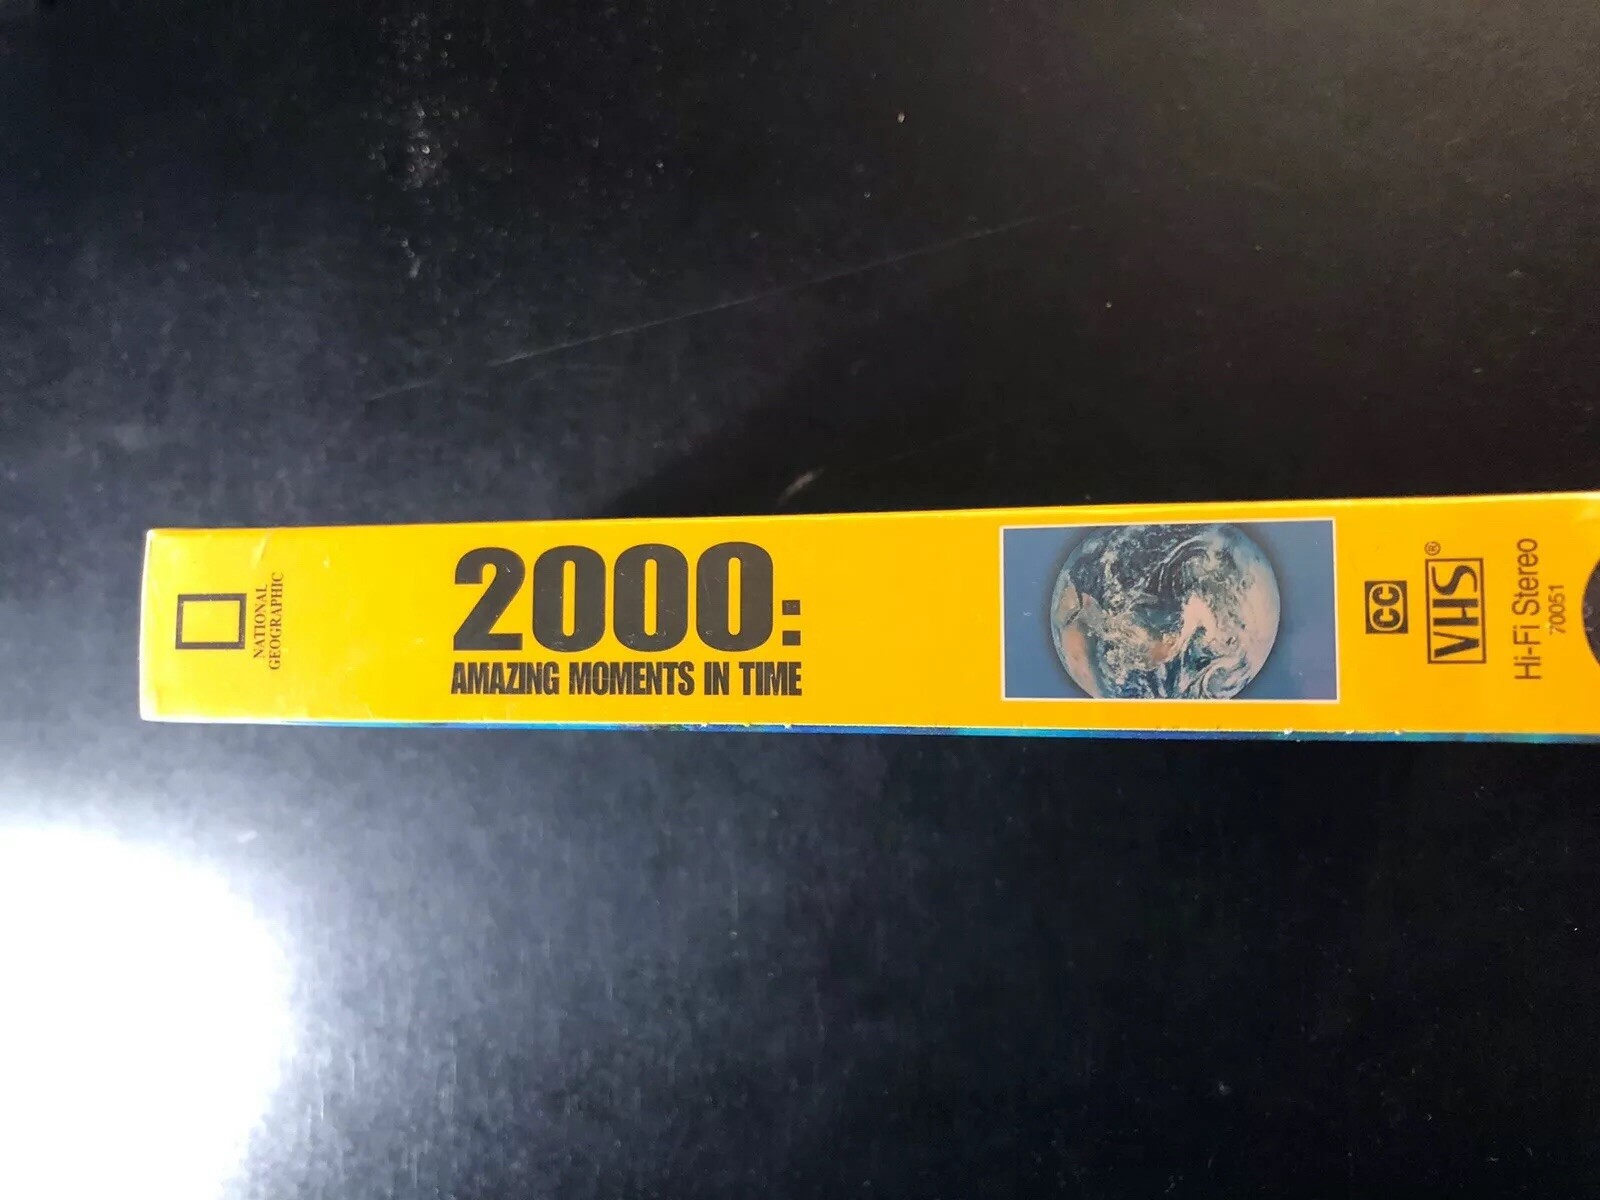 NATIONAL
GEOGRAPHIC
2000:
AMAZING MOMENTS IN TIME
CC
VHS®
Hi-Fi Stereo
70051